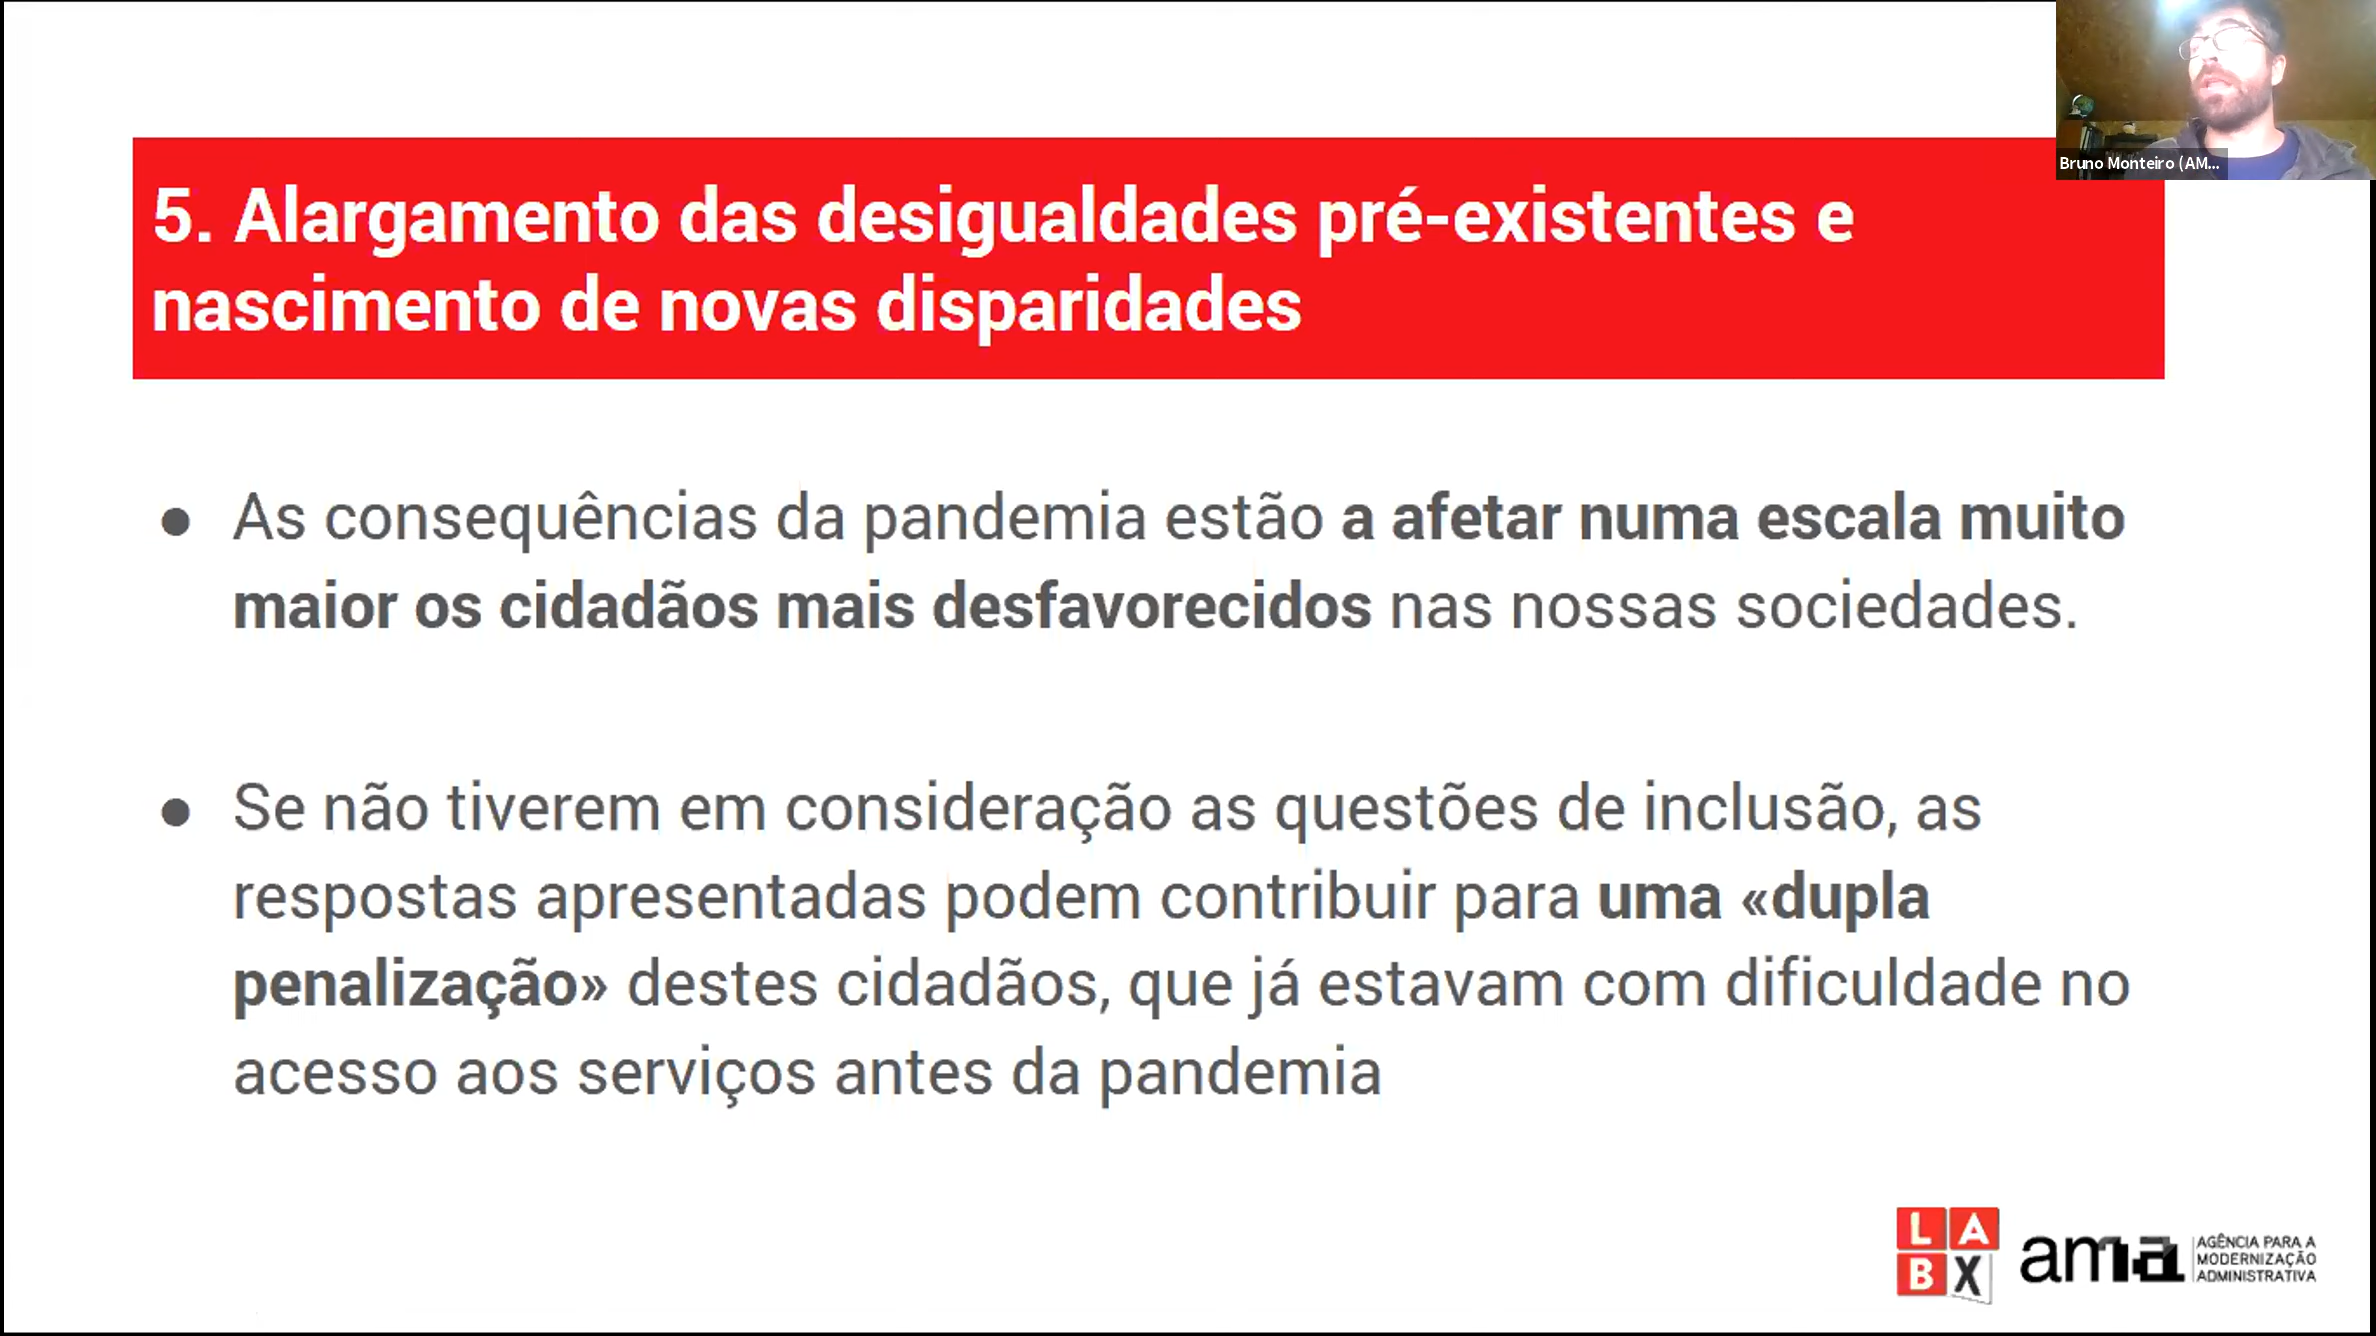 Bruno Monteiro (AM...
5. Alargamento das desigualdades pré-existentes e
nascimento de novas disparidades
● As consequências da pandemia estão a afetar numa escala muito
maior os cidadãos mais desfavorecidos nas nossas sociedades.
● Se não tiverem em consideração as questões de inclusão, as
respostas apresentadas podem contribuir para uma «dupla
penalização» destes cidadãos, que já estavam com dificuldade no
acesso aos serviços antes da pandemia
LA
BX
ama
AGÊNCIA PARA A
MODERNIZAÇÃO
ADMINISTRATIVA